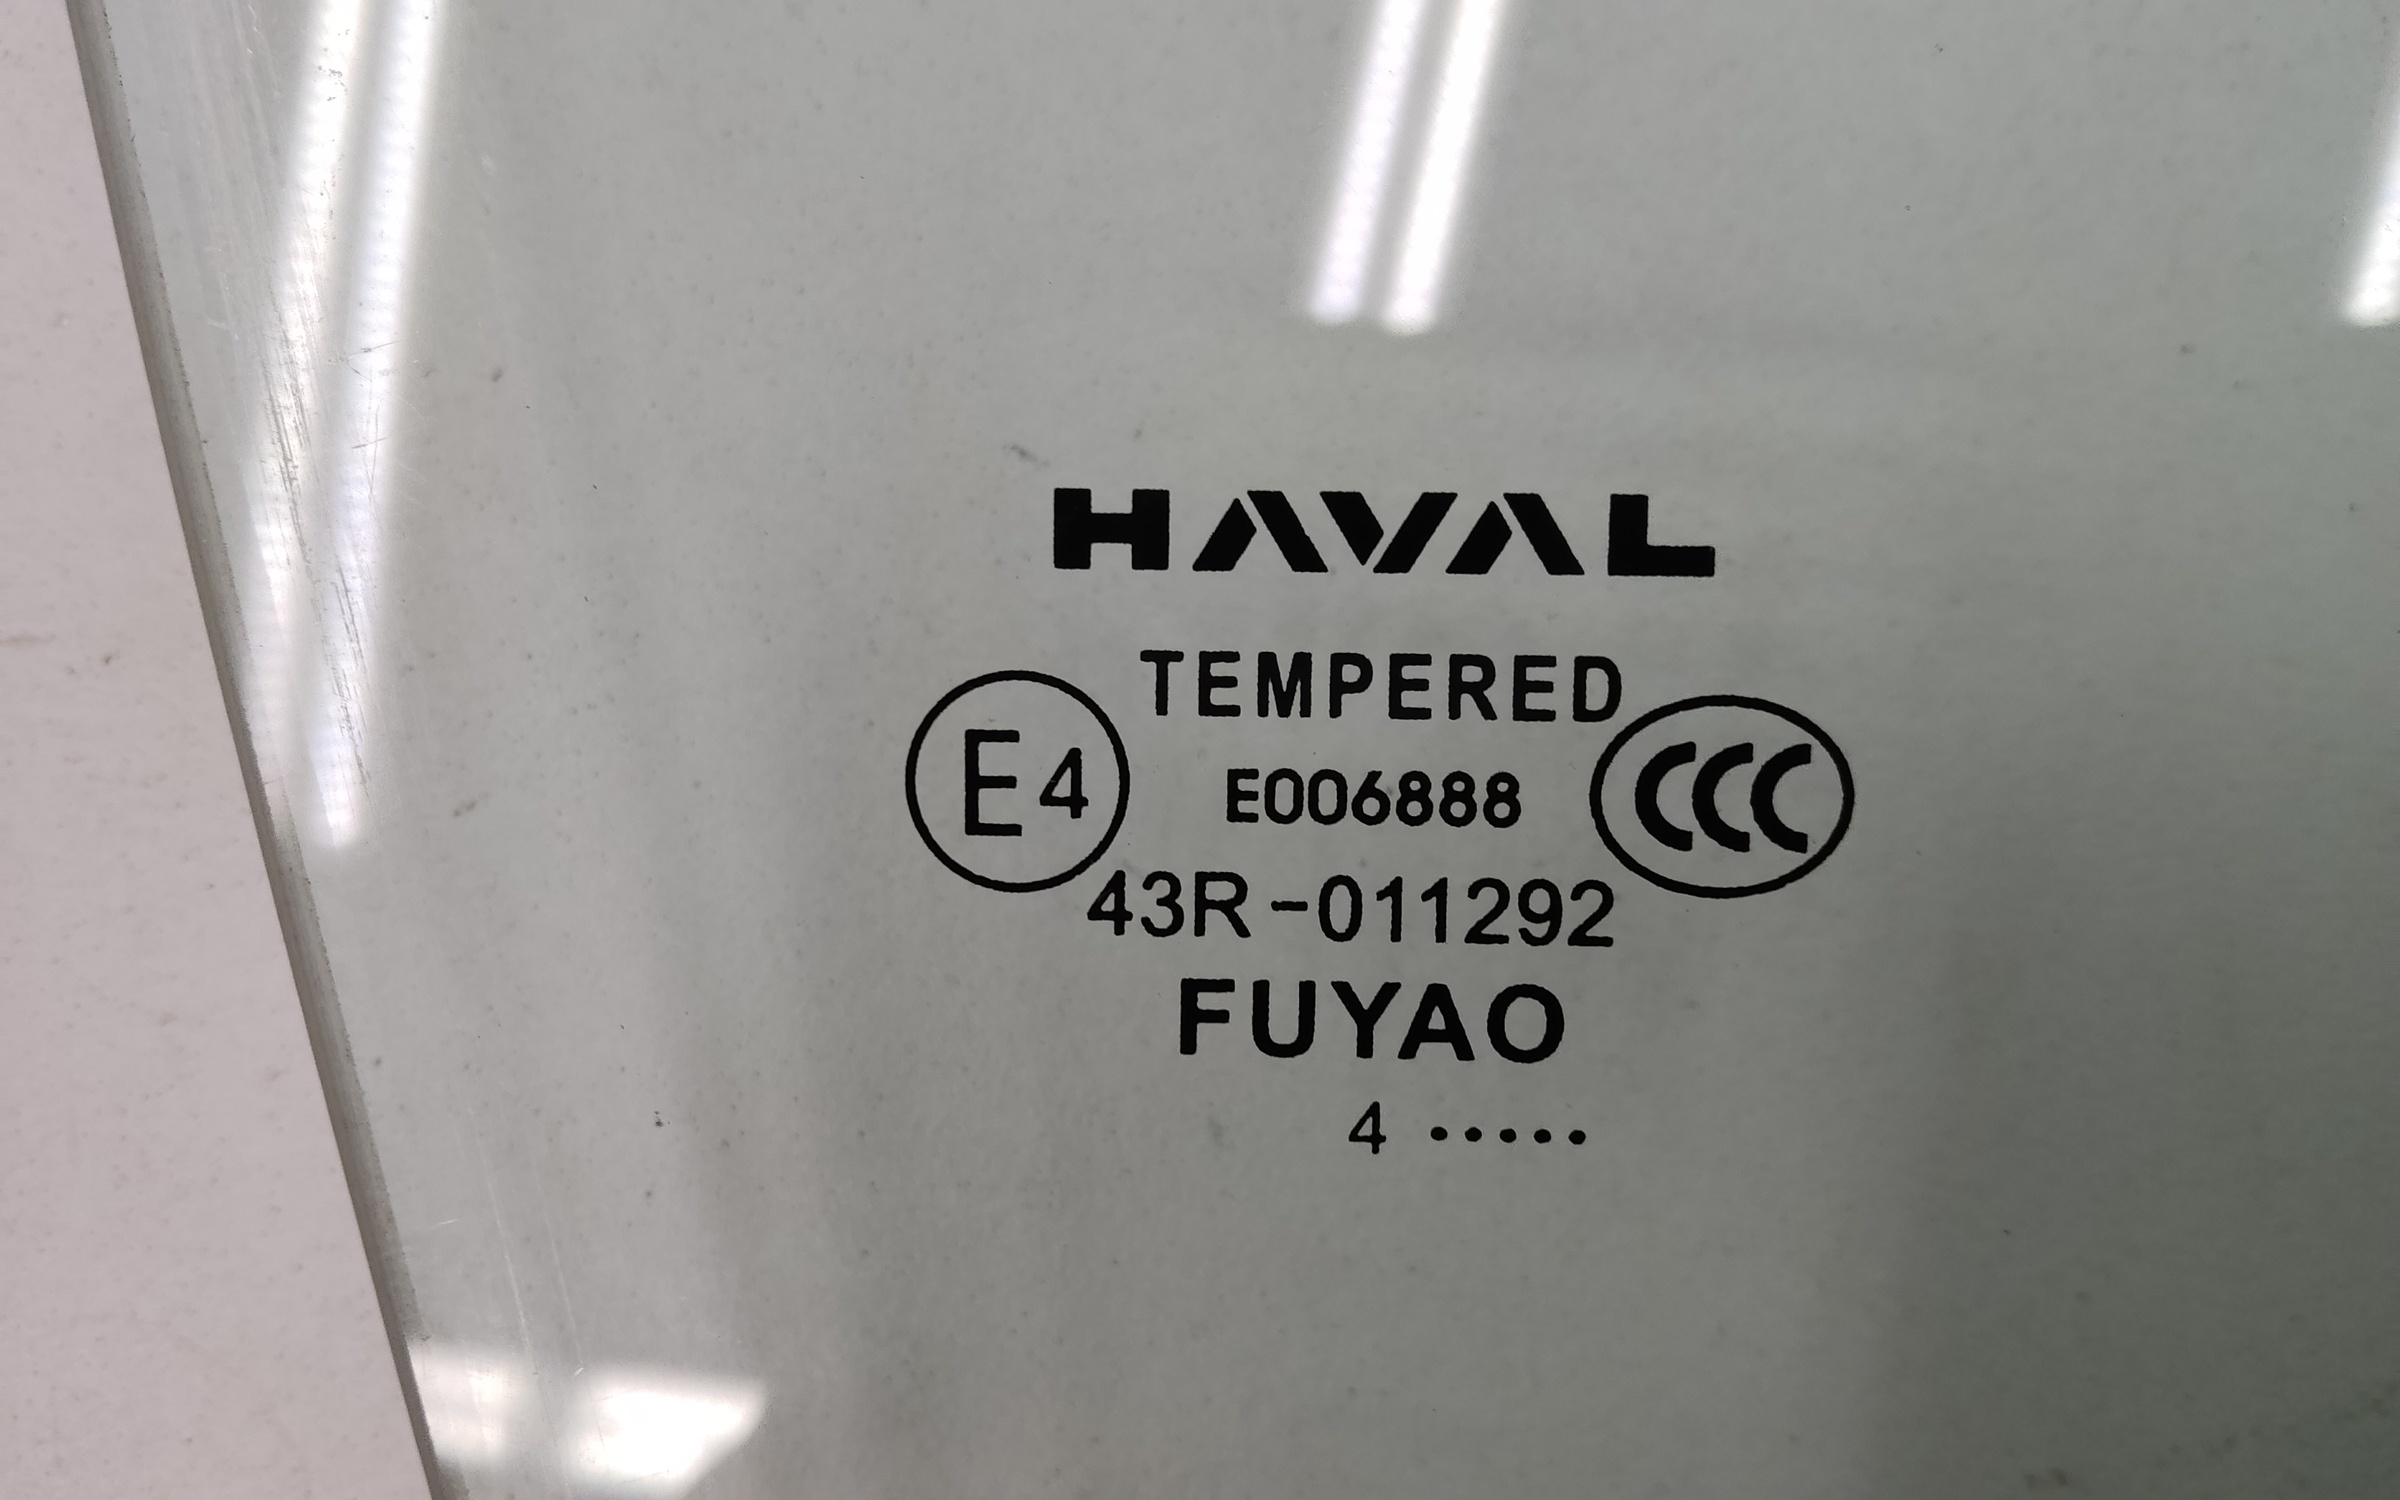 HAVAL
TEMPERED
E4
E006888
CCC
43R-011292
FUYAO
4 •••••